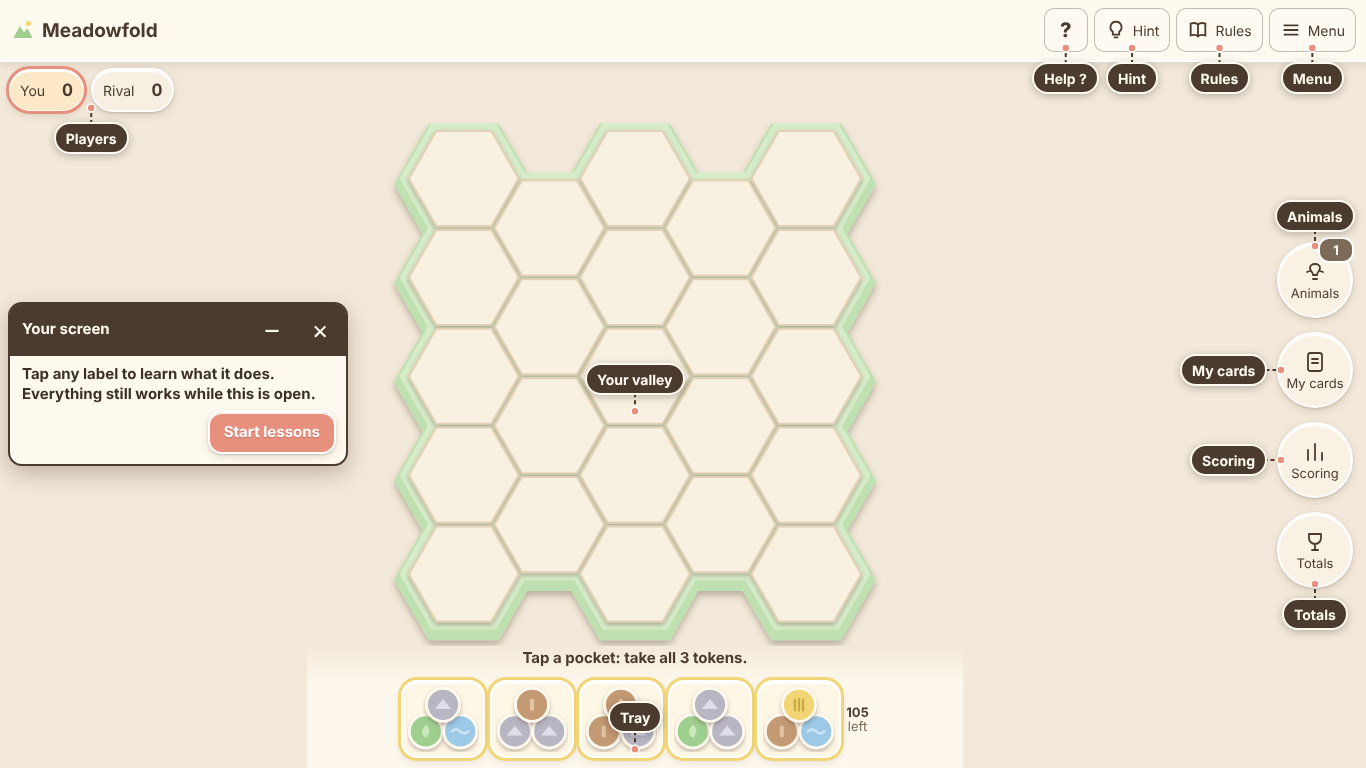 Meadowfold
?
Hint
Rules
Menu
Help ?
Hint
Rules
Menu
You 0
Rival 0
Players
Animals
1
Animals
Your screen
Tap any label to learn what it does.
Everything still works while this is open.
Start lessons
Your valley
My cards
My cards
Scoring
Scoring
Totals
Totals
Tap a pocket: take all 3 tokens.
Tray
105
left